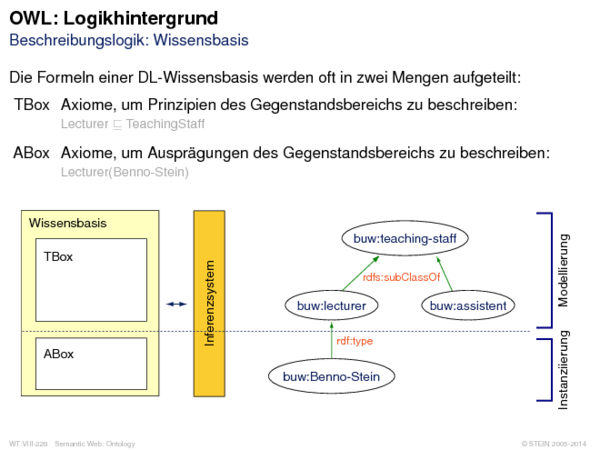 OWL: Logikhintergrund
Beschreibungslogik: Wissensbasis
Die Formeln einer DL-Wissensbasis werden oft in zwei Mengen aufgeteilt:
TBox Axiome, um Prinzipien des Gegenstandsbereichs zu beschreiben:
Lecturer ⊑ TeachingStaff
ABox Axiome, um Ausprägungen des Gegenstandsbereichs zu beschreiben:
Lecturer(Benno-Stein)
Wissensbasis
TBox
ABox
Inferenzsystem
buw:teaching-staff
rdfs:subClassOf
buw:lecturer
buw:assistent
rdf:type
buw:Benno-Stein
Modellierung
Instanziierung
WT:VIII-226 Semantic Web: Ontology
© STEIN 2005-2014